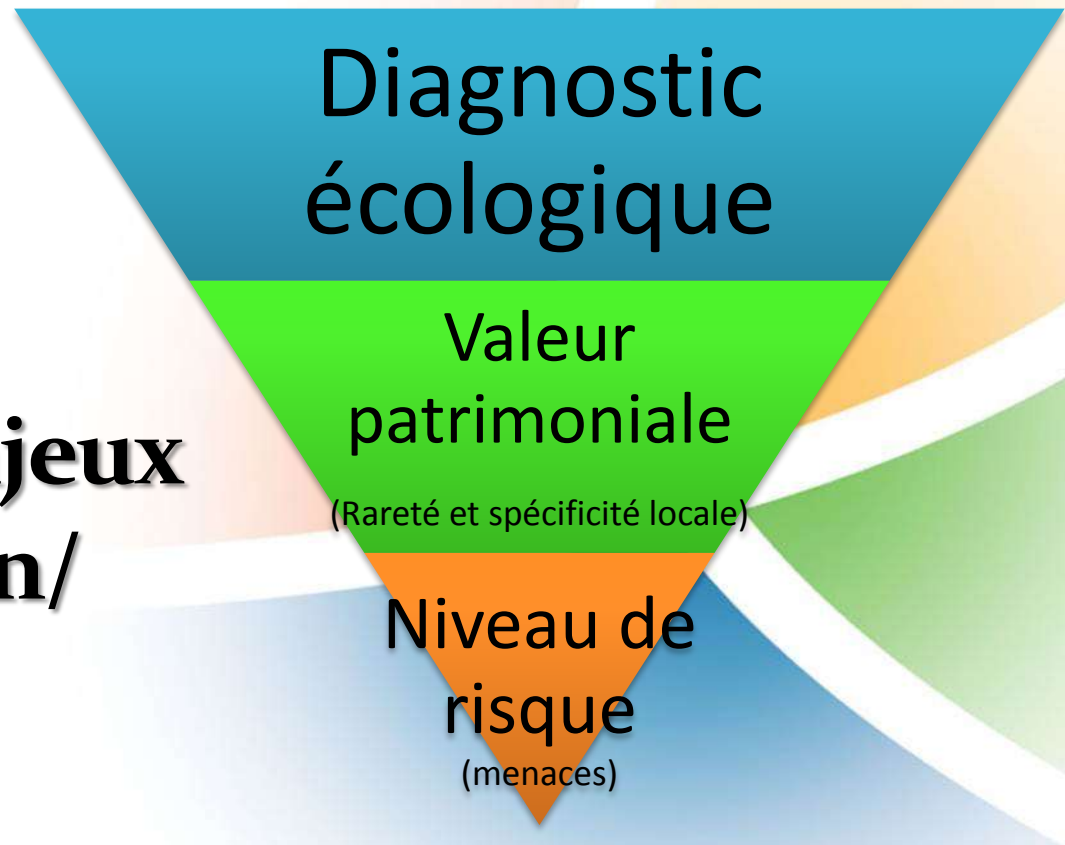 Diagnostic
écologique
Valeur
patrimoniale
(Rareté et spécificité locale)
jeux
n/
Niveau de
risque
(menaces)